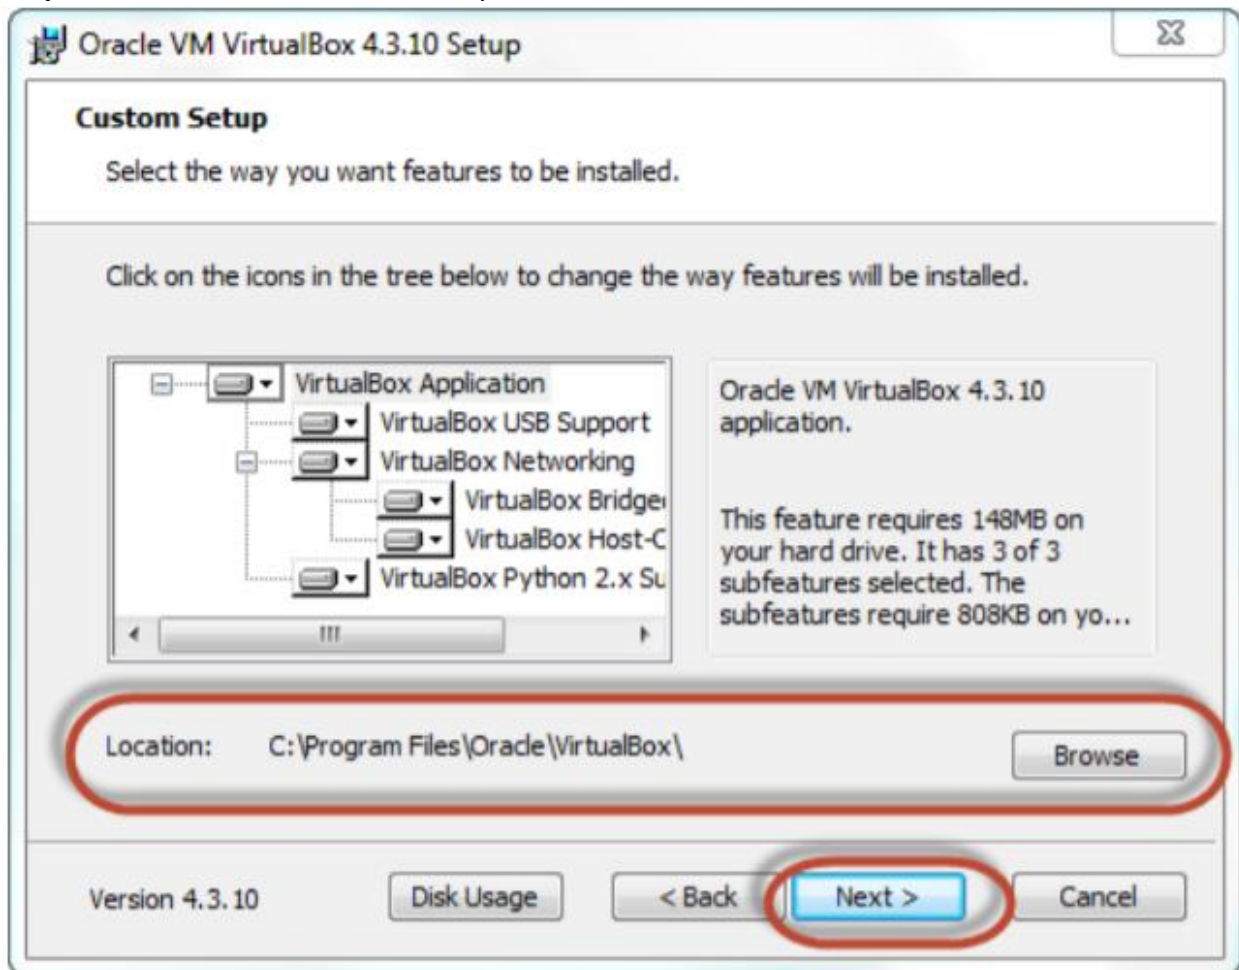 Oracle VM VirtualBox 4.3.10 Setup
Custom Setup
Select the way you want features to be installed.
Click on the icons in the tree below to change the way features will be installed.
VirtualBox Application
VirtualBox USB Support
VirtualBox Networking
VirtualBox Bridge
VirtualBox Host-C
VirtualBox Python 2.x Su
Oracle VM VirtualBox 4.3.10
application.
This feature requires 148MB on
your hard drive. It has 3 of 3
subfeatures selected. The
subfeatures require 808KB on yo...
Location: C:\Program Files\Oracle\VirtualBox\
Browse
Version 4.3.10
Disk Usage
< Back
Next >
Cancel